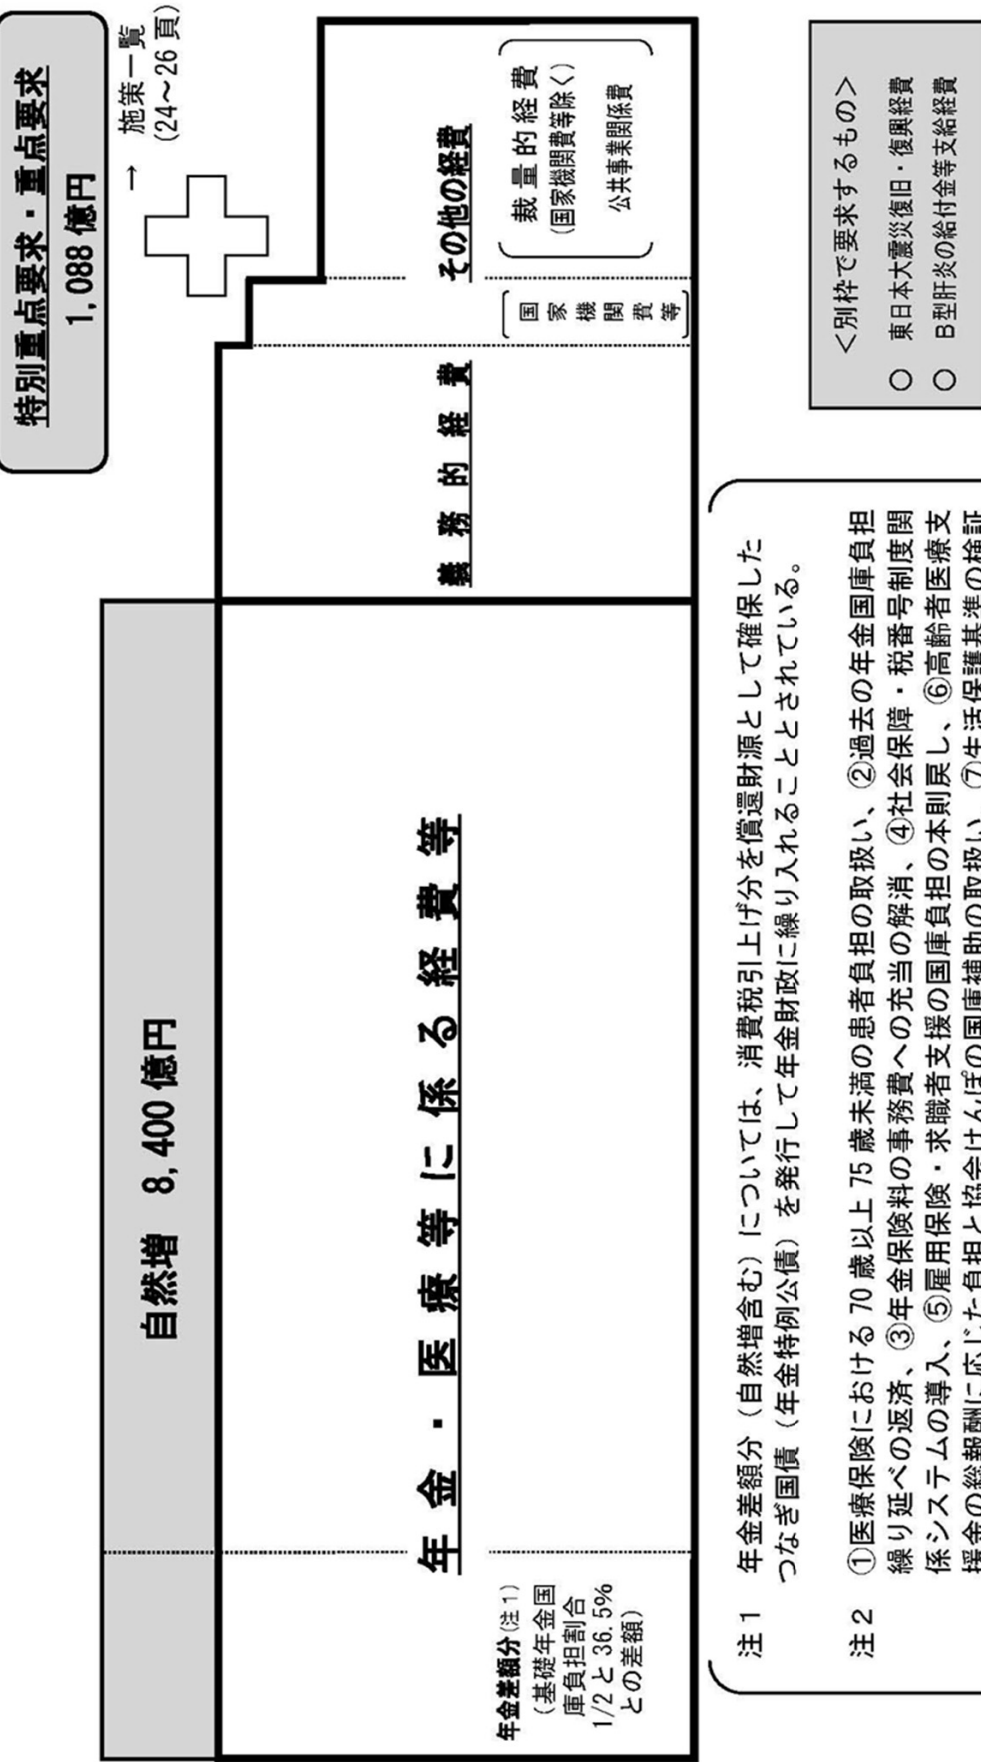 特別重点要求・重点要求
1,088億円
→ 施策一覧
(24～26頁)
自然増 8,400億円
年金・医療等に係る経費等
年金差額分(注1)
(基礎年金国
庫負担割合
1/2と36.5%
との差額)
義務的経費
国家機関費等
その他の経費
裁量的経費
(国家機関費等除く)
公共事業関係費
注1 年金差額分(自然増含む)については、消費税引上げ分を償還財源として確保した
つなぎ国債(年金特例公債)を発行して年金財政に繰り入れることとされている。
注2 ①医療保険における70歳以上75歳未満の患者負担の取扱い、②過去の年金国庫負担
繰り延べの返済、③年金保険料の事務費への充当の解消、④社会保障・税番号制度関
係システムの導入、⑤雇用保険・求職者支援の国庫負担の本則戻し、⑥高齢者医療支
援金の総報酬に応じた負担と協会けんぽの国庫補助の取扱い、⑦生活保護基準の検証
<別枠で要求するもの>
○ 東日本大震災復旧・復興経費
○ B型肝炎の給付金等支給経費